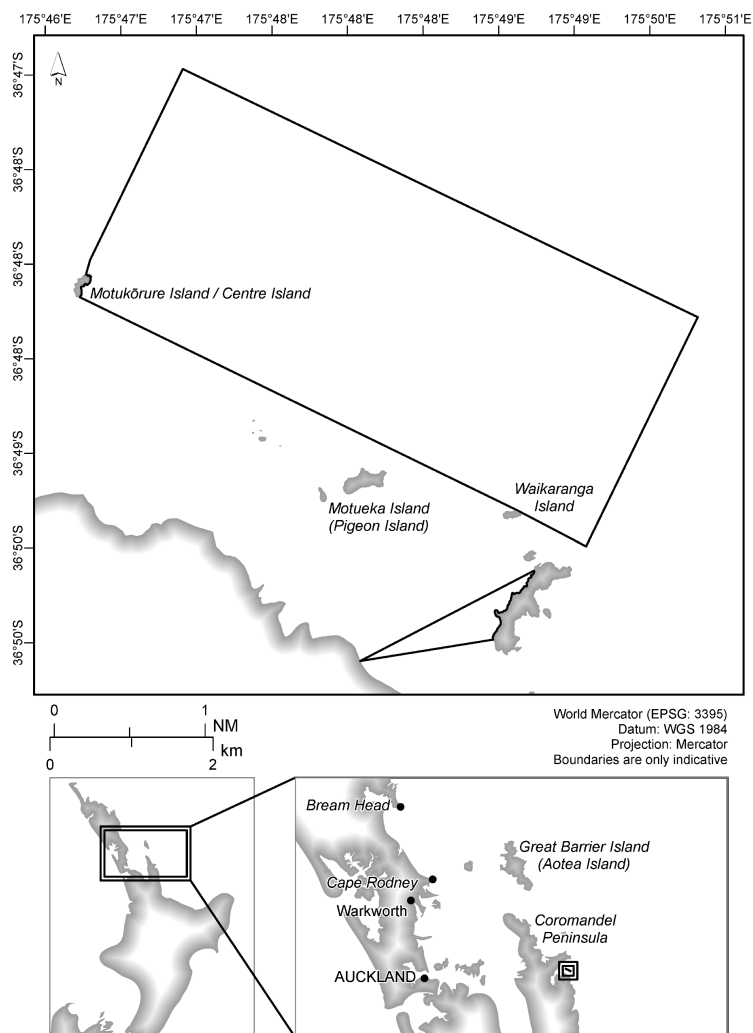 175°46'E 175°47'E 175°47'E 175°48'E 175°48'E 175°49'E 175°49'E 175°50'E 175°51'E
36°47'S
N
36°48'S
36°48'S
Motukōrure Island / Centre Island
36°48'S
36°49'S
Waikaranga
Island
Motueka Island
(Pigeon Island)
36°50'S
36°50'S
0 1
NM
km
0 2
World Mercator (EPSG: 3395)
Datum: WGS 1984
Projection: Mercator
Boundaries are only indicative
Bream Head
Great Barrier Island
(Aotea Island)
Cape Rodney
Warkworth
Coromandel
Peninsula
AUCKLAND